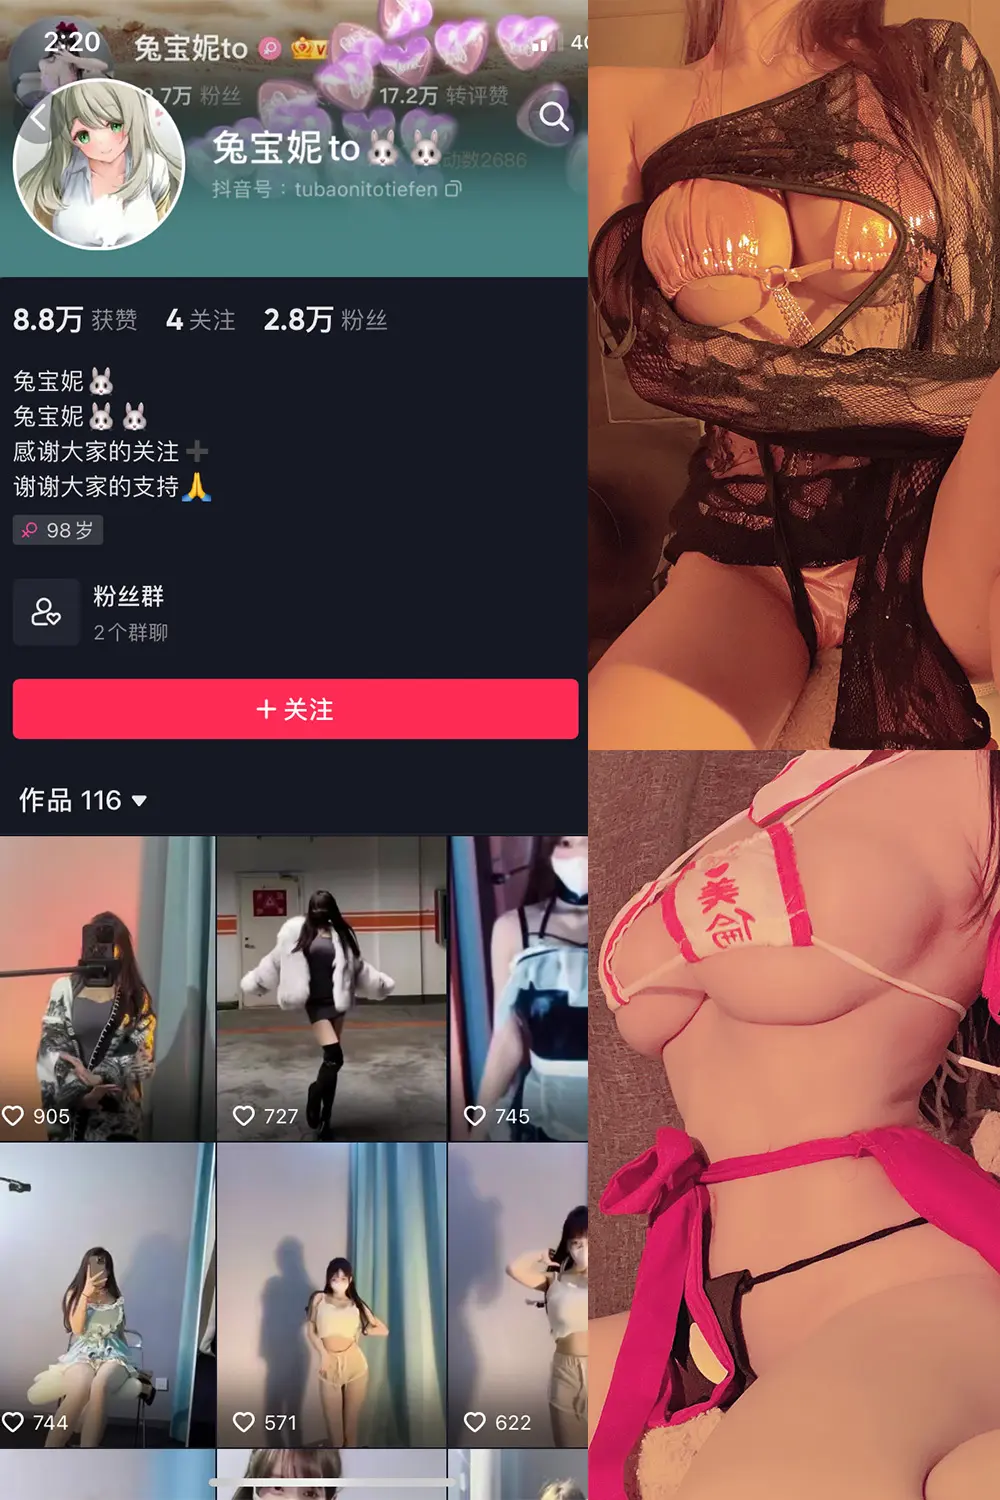 2:20
兔宝妮to
V
4G
.7万 粉丝
17.2万 转评赞
兔宝妮to🐰🐰
动数2686
抖音号：tubaonitotiefen
8.8万 获赞 4 关注 2.8万 粉丝
兔宝妮🐰
兔宝妮🐰🐰
感谢大家的关注➕
谢谢大家的支持🙏
98岁
粉丝群
2个群聊
+ 关注
作品 116
905
727
745
744
571
622
美